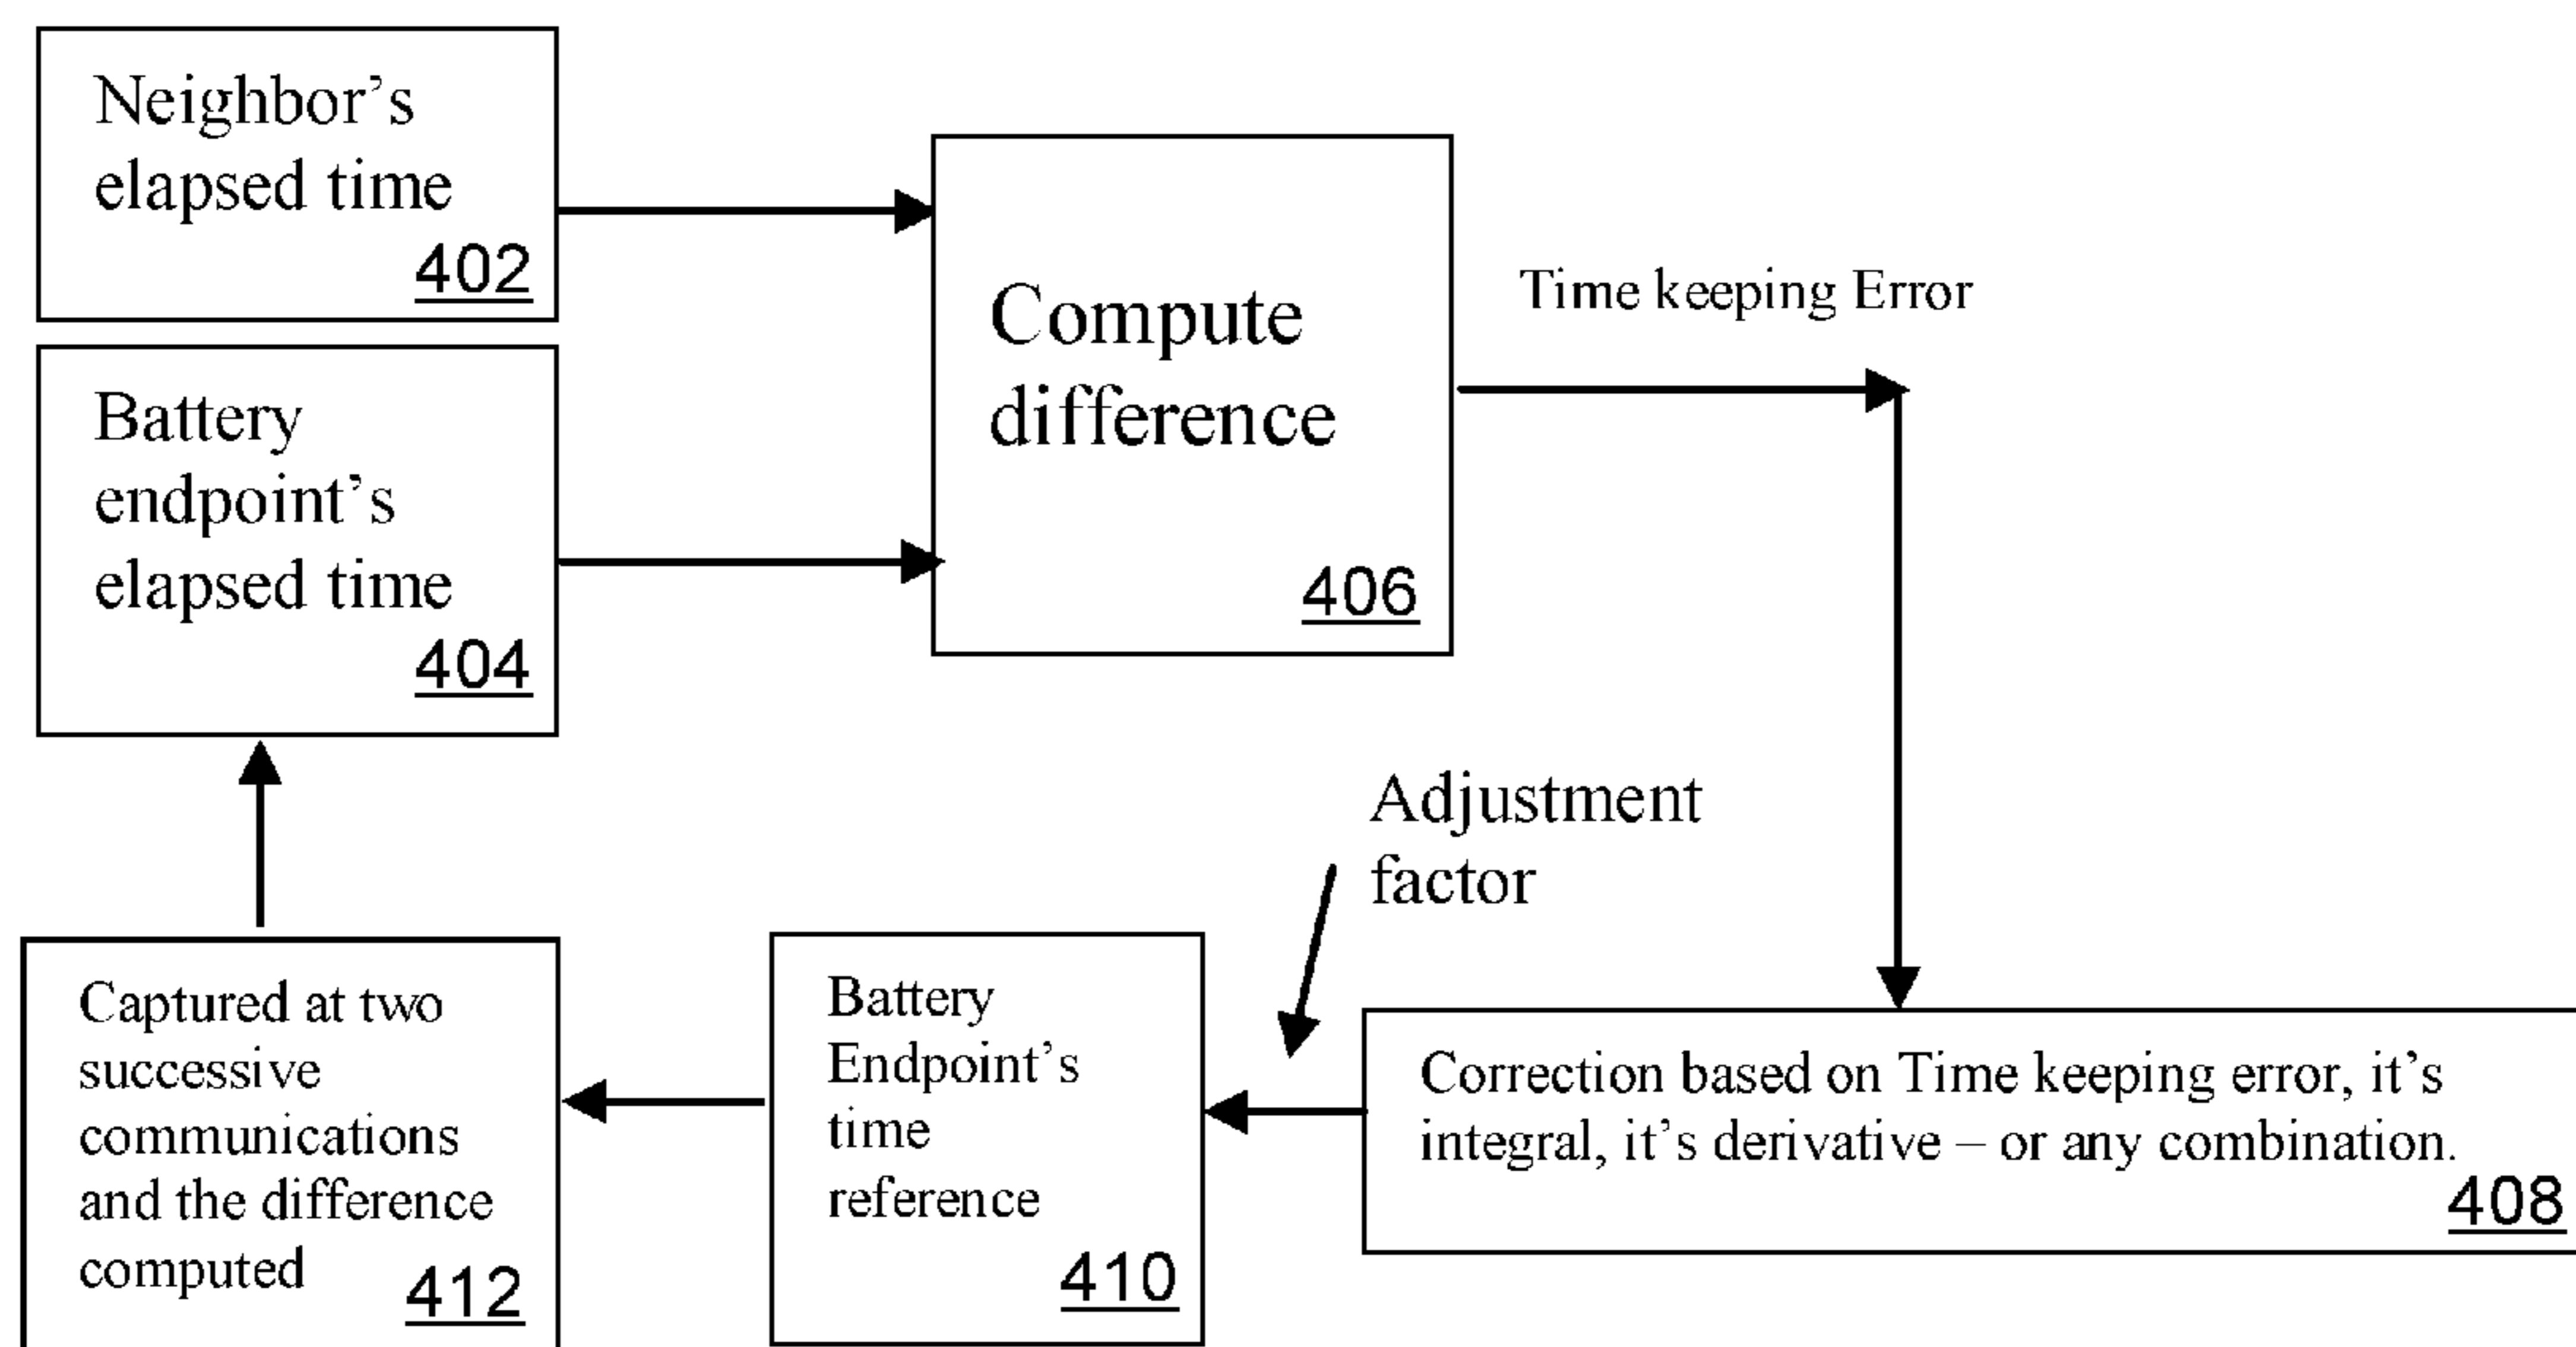 Neighbor's
elapsed time
402
Battery
endpoint's
elapsed time
404
Compute
difference
406
Time keeping Error
Adjustment
factor
Correction based on Time keeping error, it's
integral, it's derivative – or any combination.
408
Battery
Endpoint's
time
reference
410
Captured at two
successive
communications
and the difference
computed
412